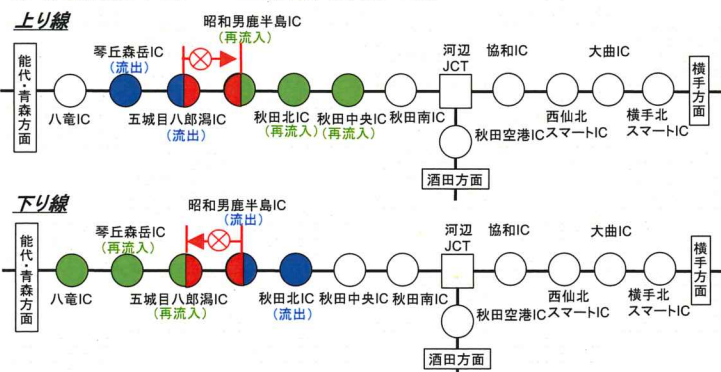 上り線
昭和男鹿半島IC
(再流入)
琴丘森岳IC
(流出)
河辺
JCT
協和IC
大曲IC
能代・青森方面
横手方面
八竜IC
五城目八郎潟IC
(流出)
秋田北IC
(再流入)
秋田中央IC
(再流入)
秋田南IC
秋田空港IC
西仙北
スマートIC
横手北
スマートIC
酒田方面
下り線
昭和男鹿半島IC
(流出)
琴丘森岳IC
(再流入)
河辺
JCT
協和IC
大曲IC
能代・青森方面
横手方面
八竜IC
五城目八郎潟IC
(再流入)
秋田北IC
(流出)
秋田中央IC
秋田南IC
秋田空港IC
西仙北
スマートIC
横手北
スマートIC
酒田方面